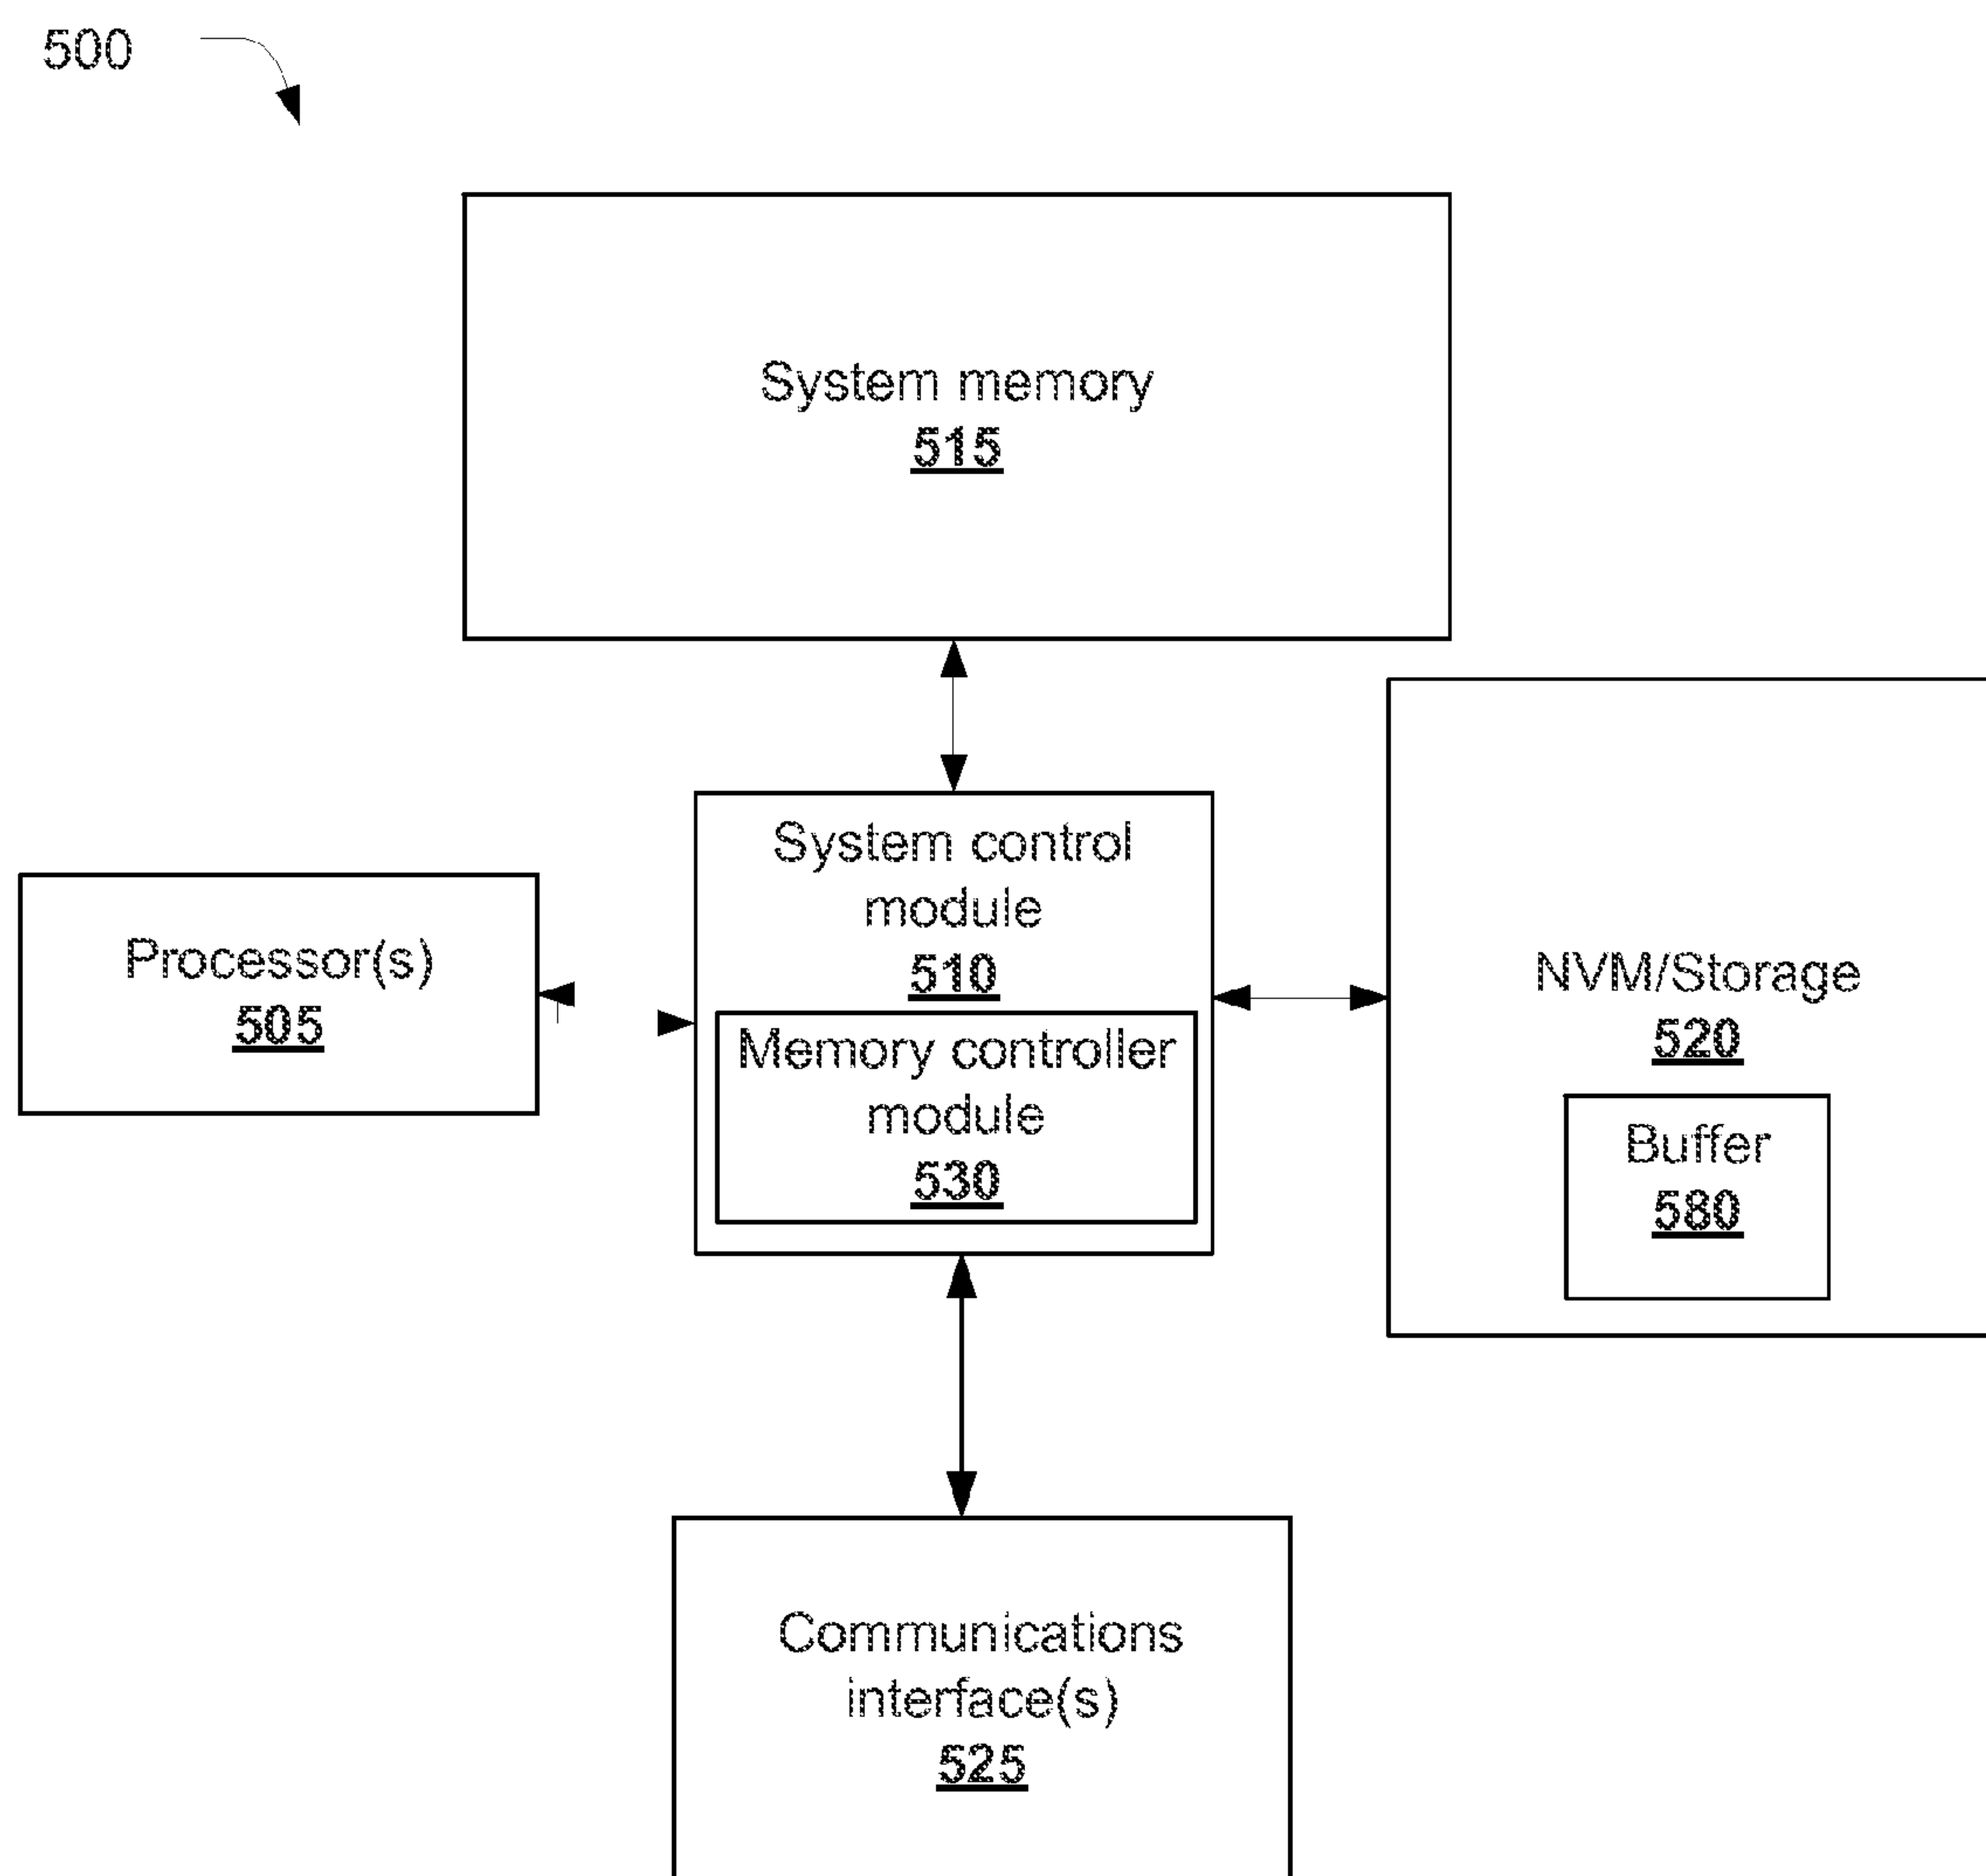 500
System memory
515
System control
module
510
Processor(s)
505
Memory controller
module
530
NVM/Storage
520
Buffer
580
Communications
interface(s)
525